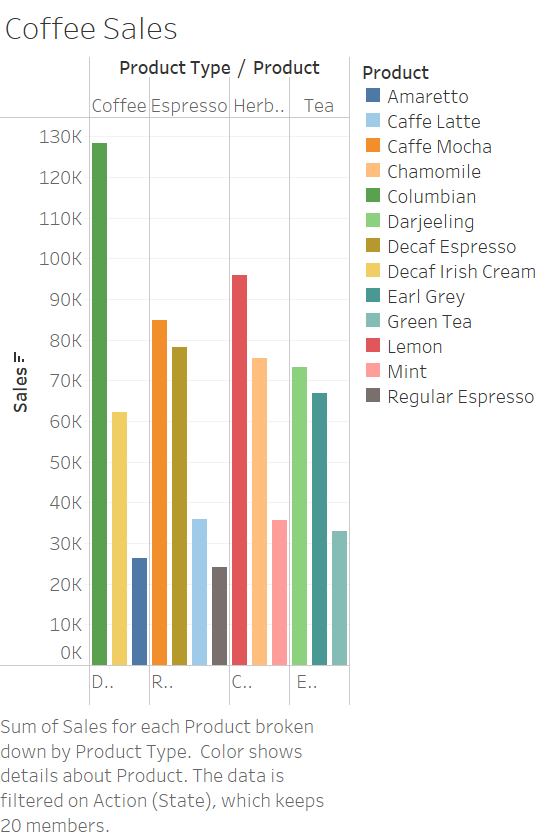 Coffee Sales
Product Type / Product
Coffee Espresso Herb.. Tea
130K
120K
110K
100K
90K
80K
70K
60K
50K
40K
30K
20K
10K
0K
Sales
D.. R.. C.. E..
Product
Amaretto
Caffe Latte
Caffe Mocha
Chamomile
Columbian
Darjeeling
Decaf Espresso
Decaf Irish Cream
Earl Grey
Green Tea
Lemon
Mint
Regular Espresso
Sum of Sales for each Product broken
down by Product Type. Color shows
details about Product. The data is
filtered on Action (State), which keeps
20 members.